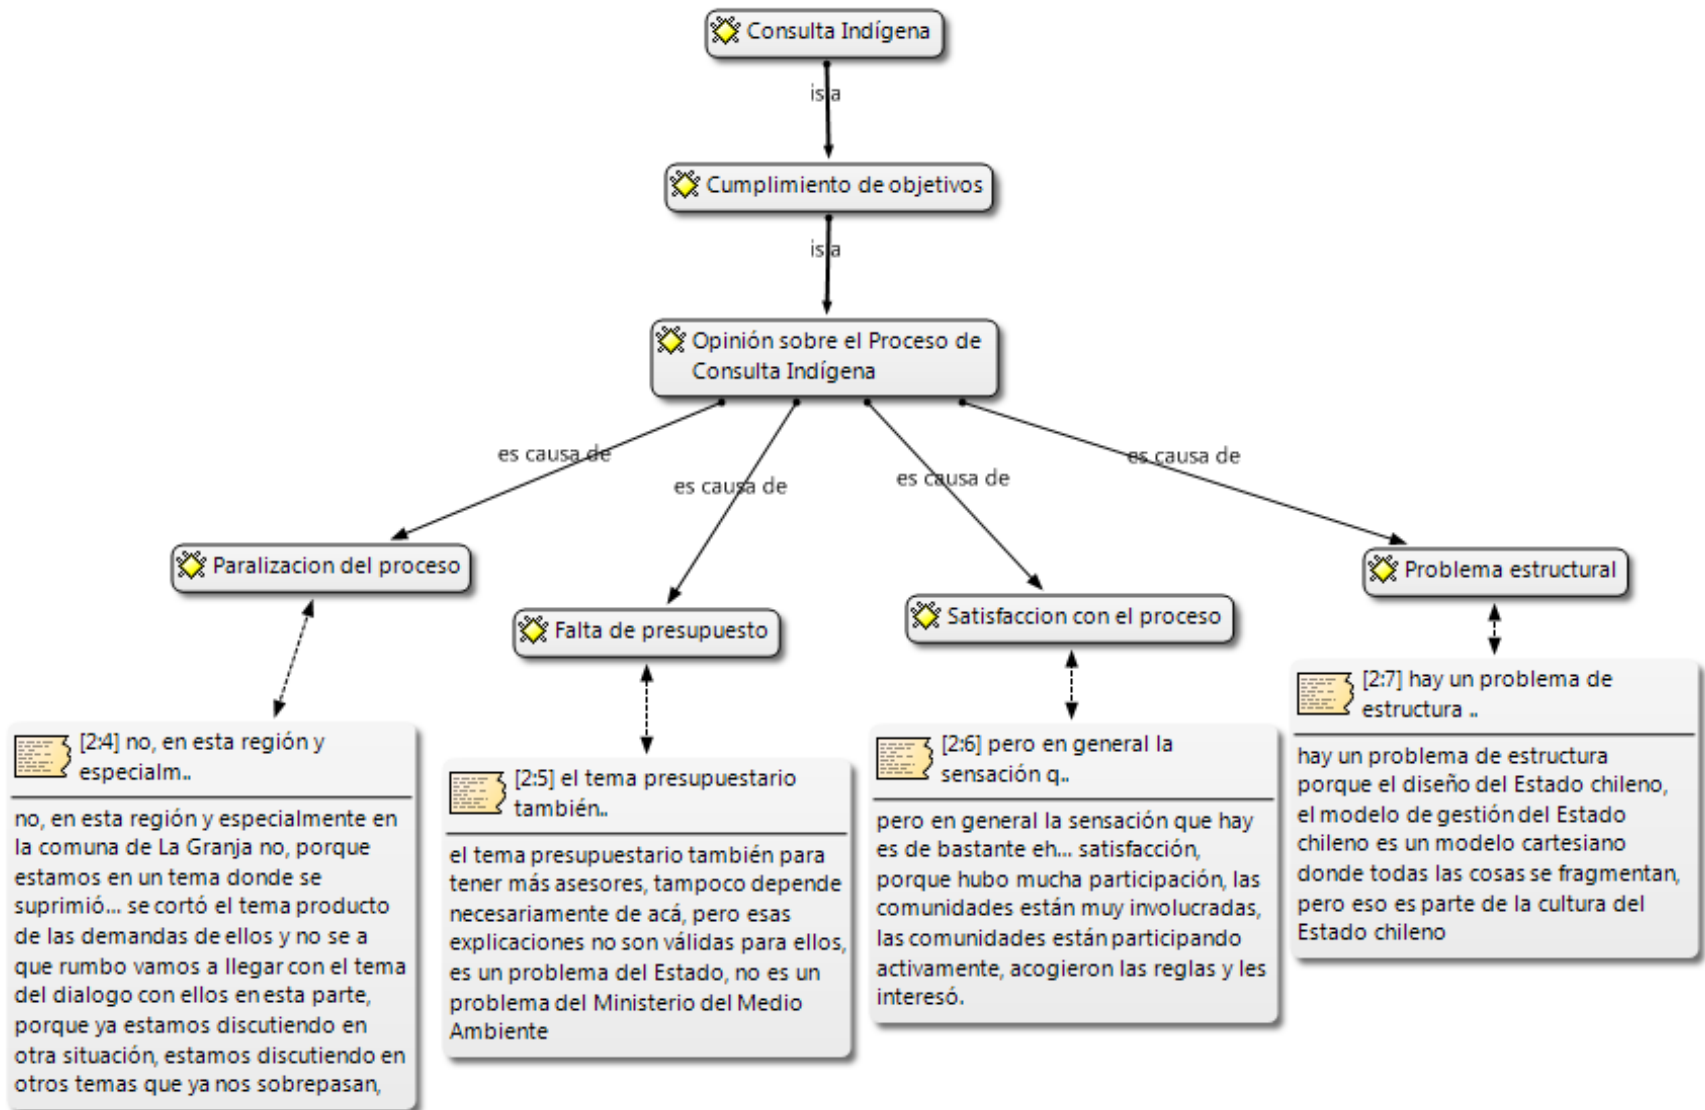 Consulta Indígena
is a
Cumplimiento de objetivos
is a
Opinión sobre el Proceso de
Consulta Indígena
es causa de
es causa de
es causa de
es causa de
Paralizacion del proceso
Falta de presupuesto
Satisfaccion con el proceso
Problema estructural
[2:4] no, en esta región y
especialm..
no, en esta región y especialmente en
la comuna de La Granja no, porque
estamos en un tema donde se
suprimió... se cortó el tema producto
de las demandas de ellos y no se a
que rumbo vamos a llegar con el tema
del dialogo con ellos en esta parte,
porque ya estamos discutiendo en
otra situación, estamos discutiendo en
otros temas que ya nos sobrepasan,
[2:5] el tema presupuestario
también..
el tema presupuestario también para
tener más asesores, tampoco depende
necesariamente de acá, pero esas
explicaciones no son válidas para ellos,
es un problema del Estado, no es un
problema del Ministerio del Medio
Ambiente
[2:6] pero en general la
sensación q..
pero en general la sensación que hay
es de bastante eh... satisfacción,
porque hubo mucha participación, las
comunidades están muy involucradas,
las comunidades están participando
activamente, acogieron las reglas y les
interesó.
[2:7] hay un problema de
estructura ..
hay un problema de estructura
porque el diseño del Estado chileno,
el modelo de gestión del Estado
chileno es un modelo cartesiano
donde todas las cosas se fragmentan,
pero eso es parte de la cultura del
Estado chileno